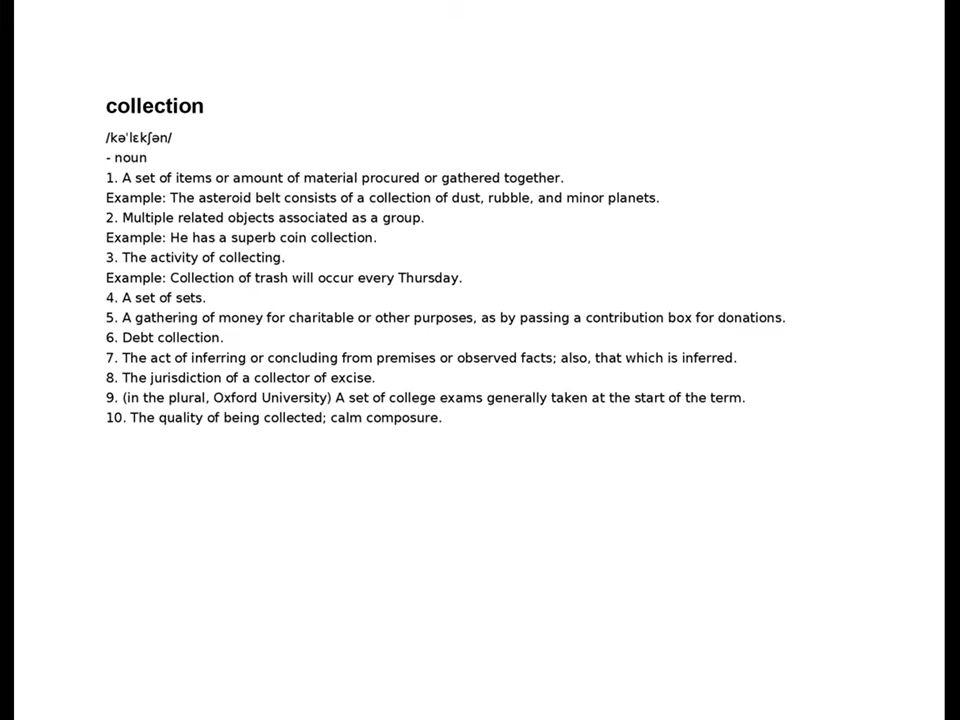 collection
/kəˈlɛkʃən/
- noun
1. A set of items or amount of material procured or gathered together.
Example: The asteroid belt consists of a collection of dust, rubble, and minor planets.
2. Multiple related objects associated as a group.
Example: He has a superb coin collection.
3. The activity of collecting.
Example: Collection of trash will occur every Thursday.
4. A set of sets.
5. A gathering of money for charitable or other purposes, as by passing a contribution box for donations.
6. Debt collection.
7. The act of inferring or concluding from premises or observed facts; also, that which is inferred.
8. The jurisdiction of a collector of excise.
9. (in the plural, Oxford University) A set of college exams generally taken at the start of the term.
10. The quality of being collected; calm composure.